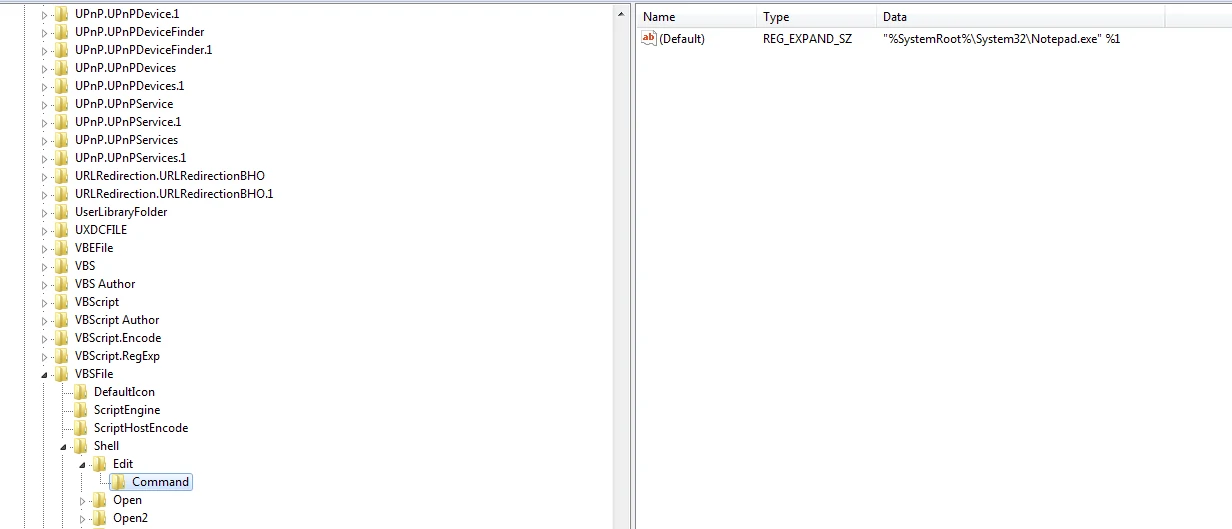 UPnP.UPnPDevice.1
UPnP.UPnPDeviceFinder
UPnP.UPnPDeviceFinder.1
UPnP.UPnPDevices
UPnP.UPnPDevices.1
UPnP.UPnPService
UPnP.UPnPService.1
UPnP.UPnPServices
UPnP.UPnPServices.1
URLRedirection.URLRedirectionBHO
URLRedirection.URLRedirectionBHO.1
UserLibraryFolder
UXDCFILE
VBEFile
VBS
VBS Author
VBScript
VBScript Author
VBScript.Encode
VBScript.RegExp
VBSFile
DefaultIcon
ScriptEngine
ScriptHostEncode
Shell
Edit
Command
Open
Open2
Name Type Data
ab (Default) REG_EXPAND_SZ "%SystemRoot%\System32\Notepad.exe" %1